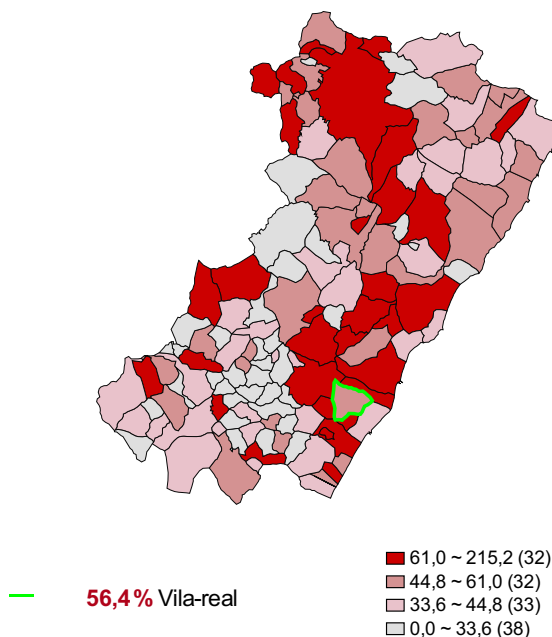 61,0 ~ 215,2 (32)
44,8 ~ 61,0 (32)
56,4% Vila-real
33,6 ~ 44,8 (33)
0,0 ~ 33,6 (38)